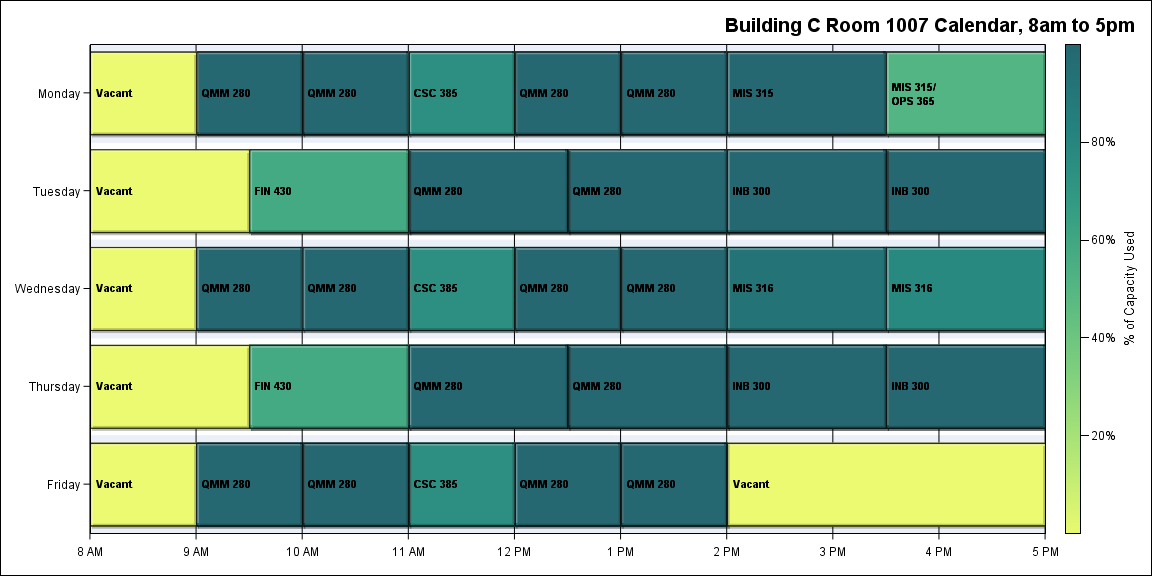 Building C Room 1007 Calendar, 8am to 5pm
Monday
Vacant
QMM 280
QMM 280
CSC 385
QMM 280
QMM 280
MIS 315
MIS 315/
OPS 365
Tuesday
Vacant
FIN 430
QMM 280
QMM 280
INB 300
INB 300
Wednesday
Vacant
QMM 280
QMM 280
CSC 385
QMM 280
QMM 280
MIS 316
MIS 316
Thursday
Vacant
FIN 430
QMM 280
QMM 280
INB 300
INB 300
Friday
Vacant
QMM 280
QMM 280
CSC 385
QMM 280
QMM 280
Vacant
8 AM
9 AM
10 AM
11 AM
12 PM
1 PM
2 PM
3 PM
4 PM
5 PM
80%
60%
40%
20%
% of Capacity Used